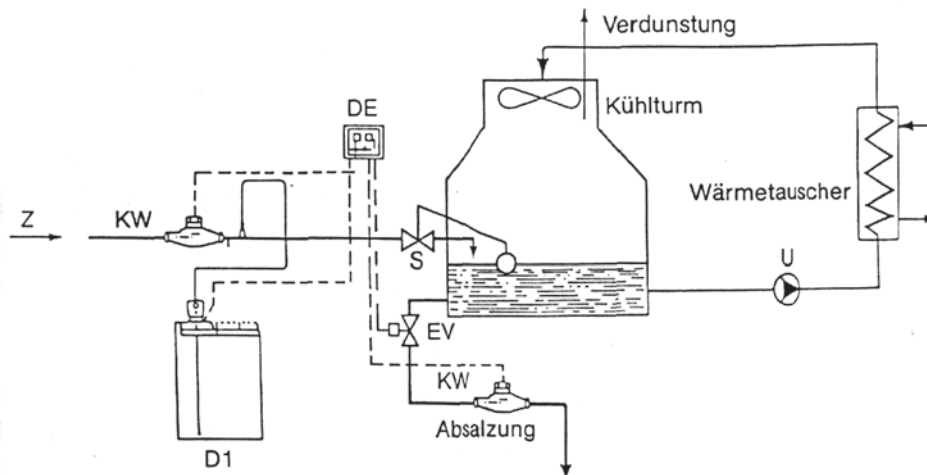 Verdunstung
DE
Kühlturm
Wärmetauscher
Z
KW
S
U
EV
KW
Absalzung
D1